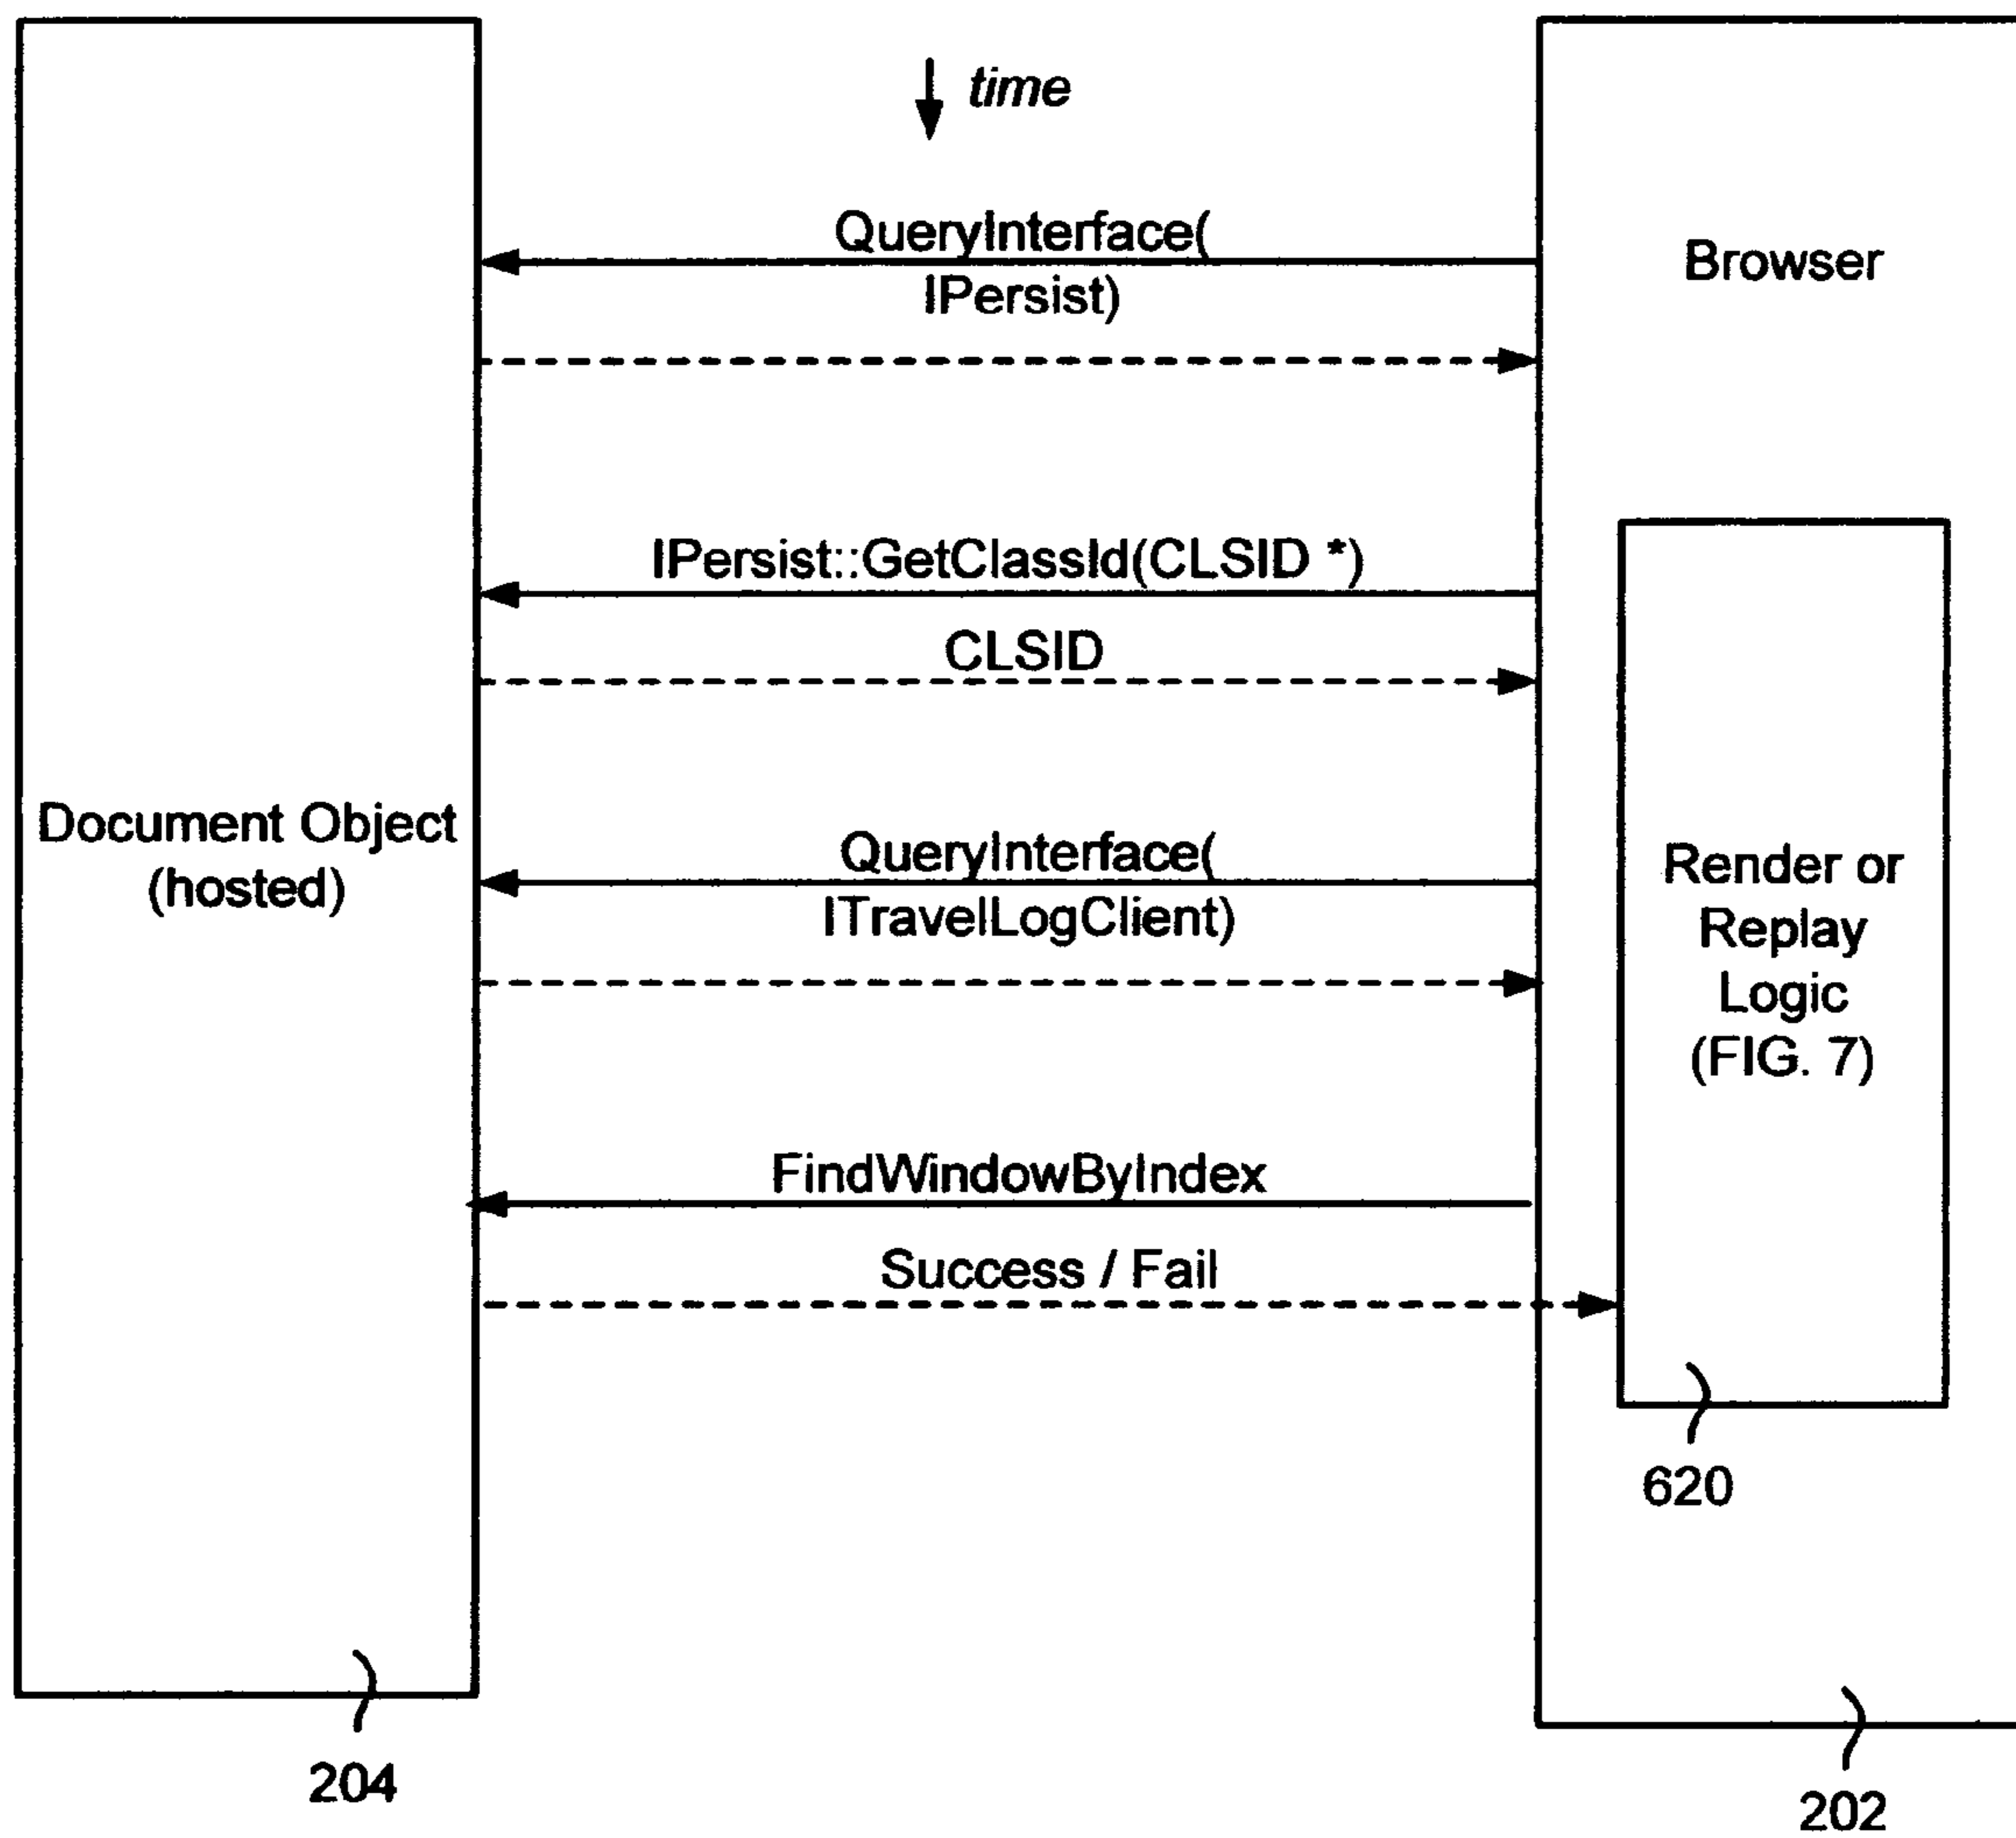 time
QueryInterface(
IPersist)
Browser
IPersist::GetClassId(CLSID *)
CLSID
Document Object
(hosted)
QueryInterface(
ITravelLogClient)
Render or
Replay
Logic
(FIG. 7)
FindWindowByIndex
Success / Fail
620
204
202